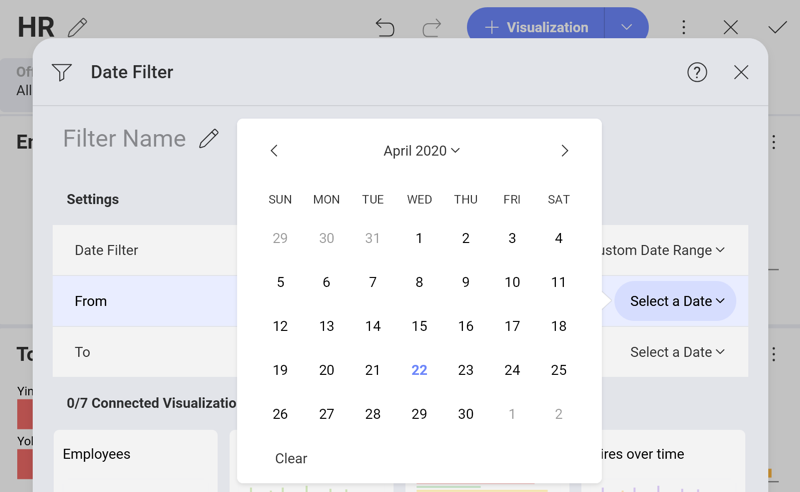 HR
Visualization
All
Date Filter
Filter Name
April 2020
SUN MON TUE WED THU FRI SAT
29 30 31 1 2 3 4
5 6 7 8 9 10 11
12 13 14 15 16 17 18
19 20 21 22 23 24 25
26 27 28 29 30 1 2
Clear
Settings
Date Filter
ustom Date Range
From
Select a Date
To
Select a Date
0/7 Connected Visualizatio
Employees
ires over time
Yin
Yol